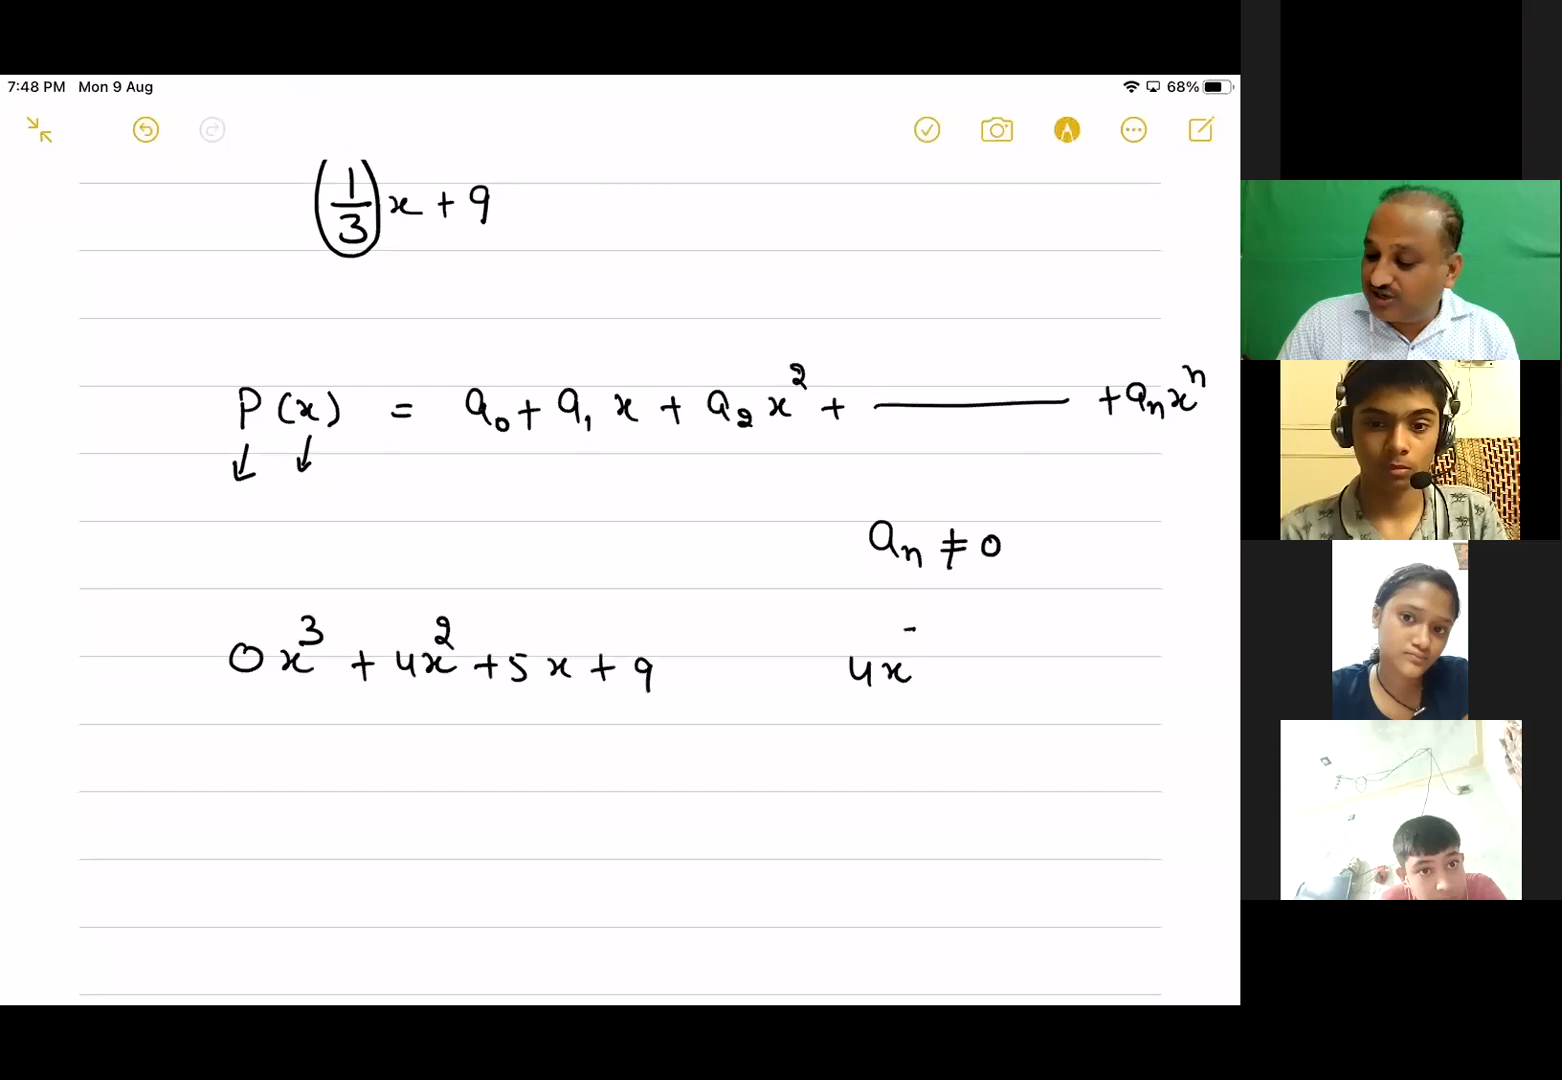 7:48 PM Mon 9 Aug 68%
(1/3)x + 9
P(x) = a₀ + a₁x + a₂x² + ——— + aₙxⁿ
aₙ ≠ 0
0x³ + 4x² + 5x + 9 4x⁻